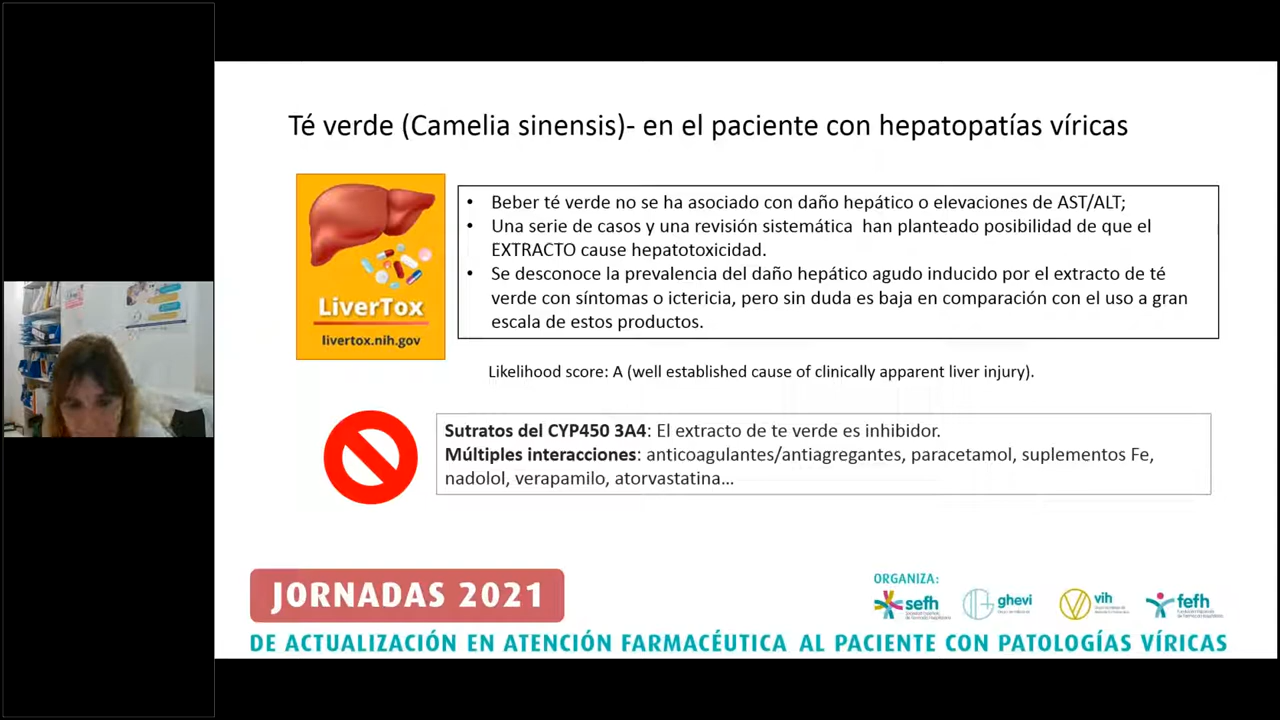 Té verde (Camelia sinensis)- en el paciente con hepatopatías víricas
LiverTox
livertox.nih.gov
• Beber té verde no se ha asociado con daño hepático o elevaciones de AST/ALT;
• Una serie de casos y una revisión sistemática han planteado posibilidad de que el
EXTRACTO cause hepatotoxicidad.
• Se desconoce la prevalencia del daño hepático agudo inducido por el extracto de té
verde con síntomas o ictericia, pero sin duda es baja en comparación con el uso a gran
escala de estos productos.
Likelihood score: A (well established cause of clinically apparent liver injury).
Sutratos del CYP450 3A4: El extracto de te verde es inhibidor.
Múltiples interacciones: anticoagulantes/antiagregantes, paracetamol, suplementos Fe,
nadolol, verapamilo, atorvastatina...
JORNADAS 2021
ORGANIZA:
sefh
ghevi
vih
fefh
DE ACTUALIZACIÓN EN ATENCIÓN FARMACÉUTICA AL PACIENTE CON PATOLOGÍAS VÍRICAS